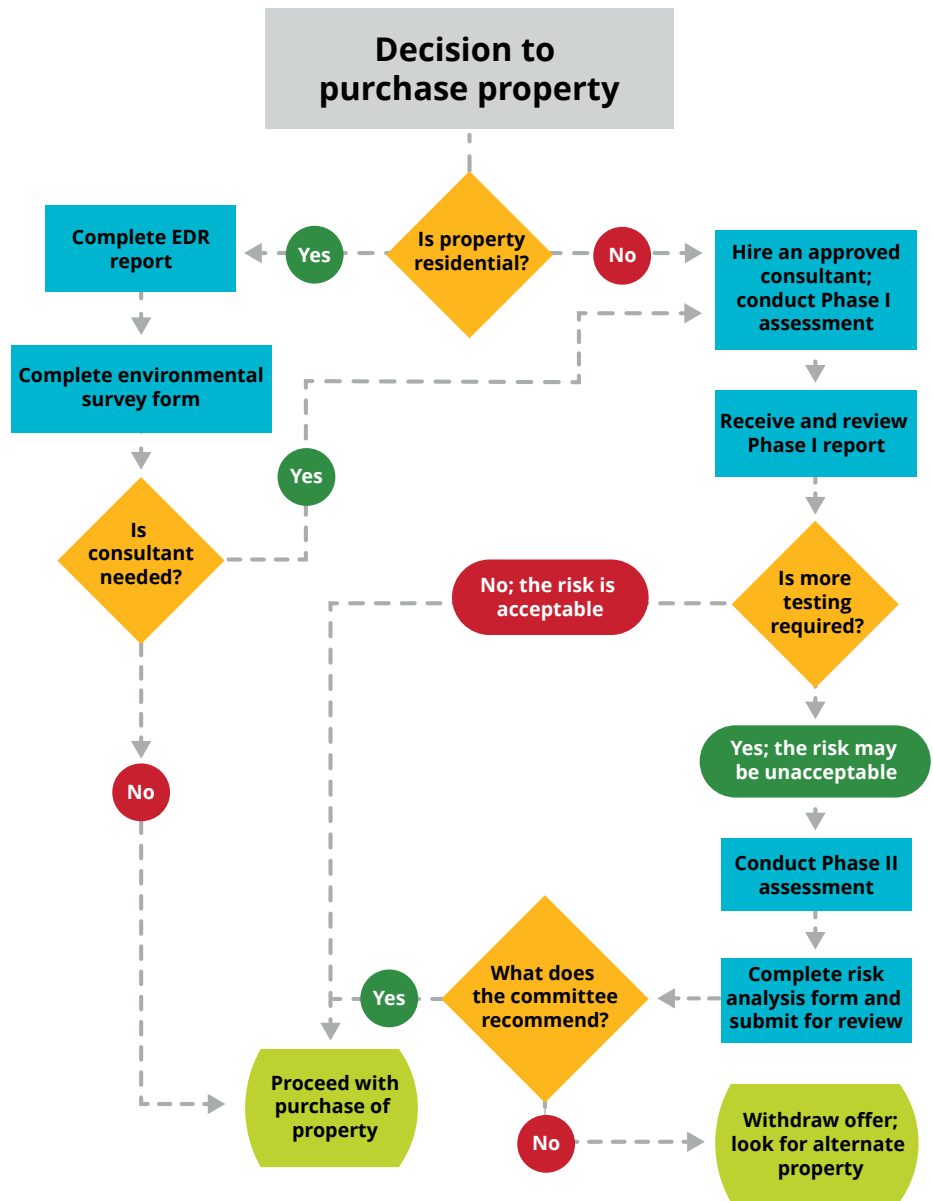 Decision to
purchase property
Is property
residential?
Yes
No
Complete EDR
report
Hire an approved
consultant;
conduct Phase I
assessment
Complete environmental
survey form
Receive and review
Phase I report
Yes
Is
consultant
needed?
No; the risk is
acceptable
Is more
testing
required?
Yes; the risk may
be unacceptable
No
Conduct Phase II
assessment
What does
the committee
recommend?
Yes
Complete risk
analysis form and
submit for review
Proceed with
purchase of
property
No
Withdraw offer;
look for alternate
property